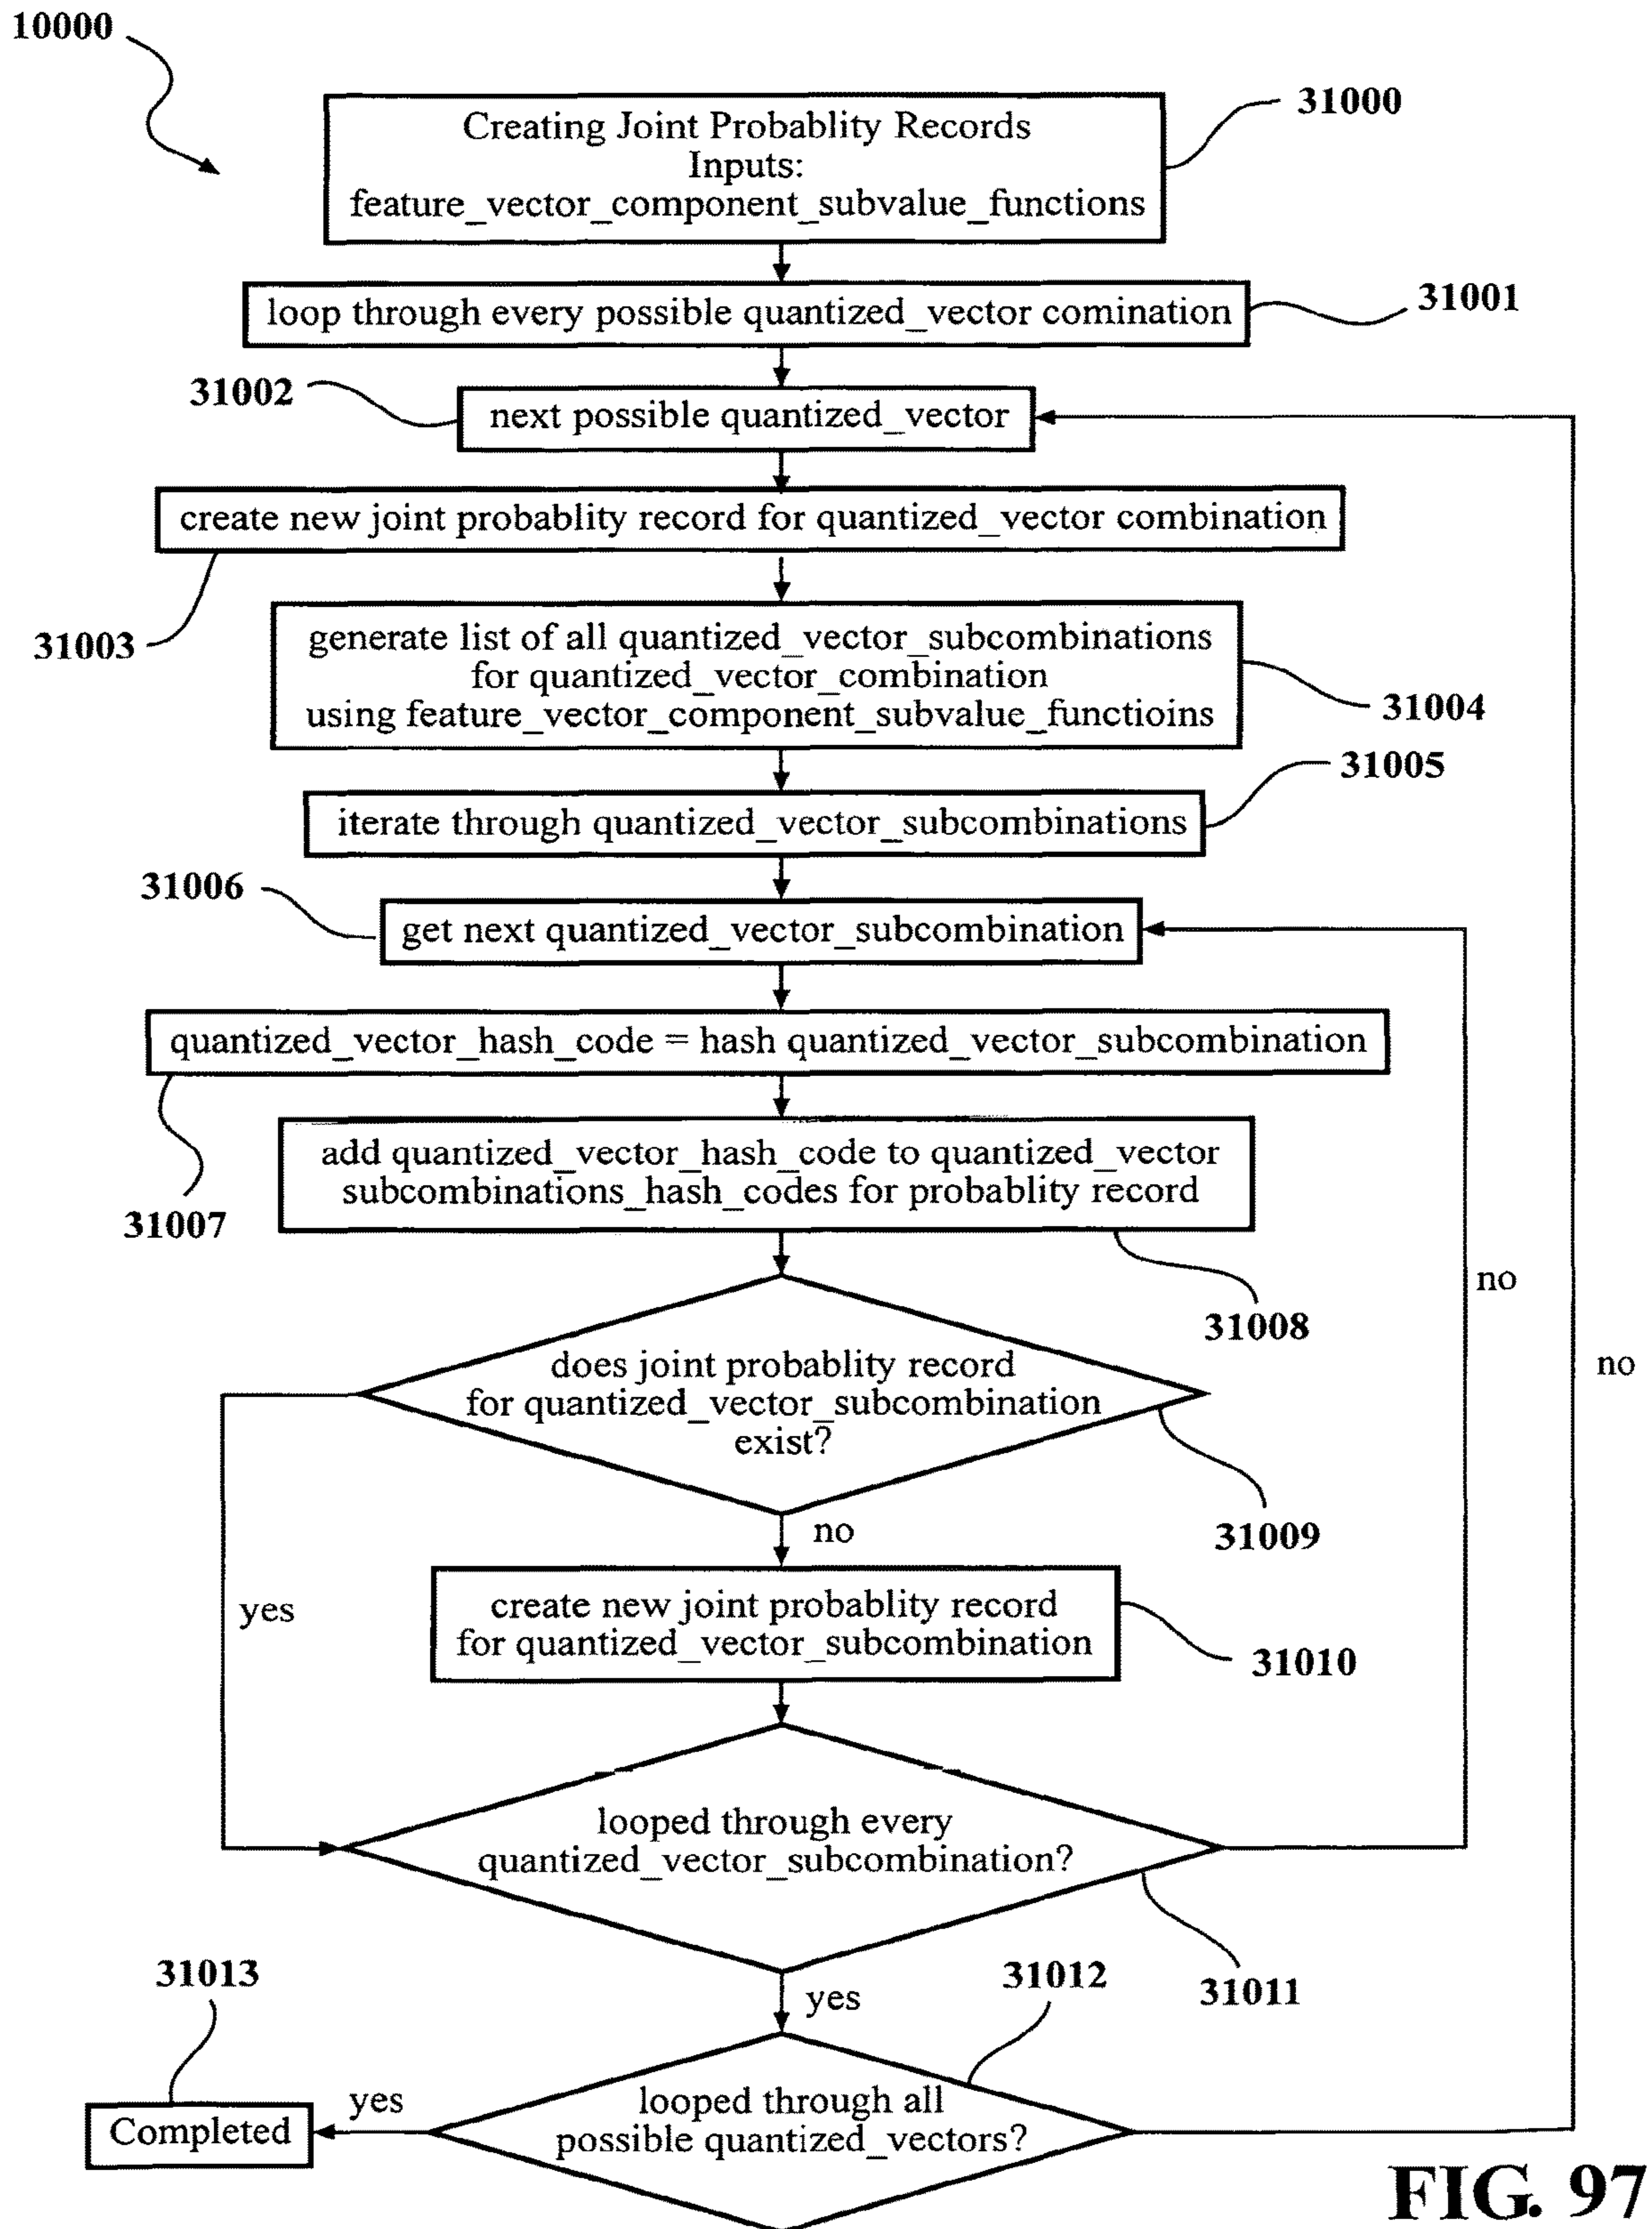 10000
31000
Creating Joint Probablity Records
Inputs:
feature_vector_component_subvalue_functions
31001
loop through every possible quantized_vector comination
31002
next possible quantized_vector
create new joint probablity record for quantized_vector combination
31003
generate list of all quantized_vector_subcombinations
for quantized_vector_combination
using feature_vector_component_subvalue_functioins
31004
31005
iterate through quantized_vector_subcombinations
31006
get next quantized_vector_subcombination
quantized_vector_hash_code = hash quantized_vector_subcombination
31007
add quantized_vector_hash_code to quantized_vector
subcombinations_hash_codes for probablity record
31008
no
no
does joint probablity record
for quantized_vector_subcombination
exist?
31009
no
yes
create new joint probablity record
for quantized_vector_subcombination
31010
looped through every
quantized_vector_subcombination?
31011
yes
31012
31013
looped through all
possible quantized_vectors?
yes
Completed
FIG. 97